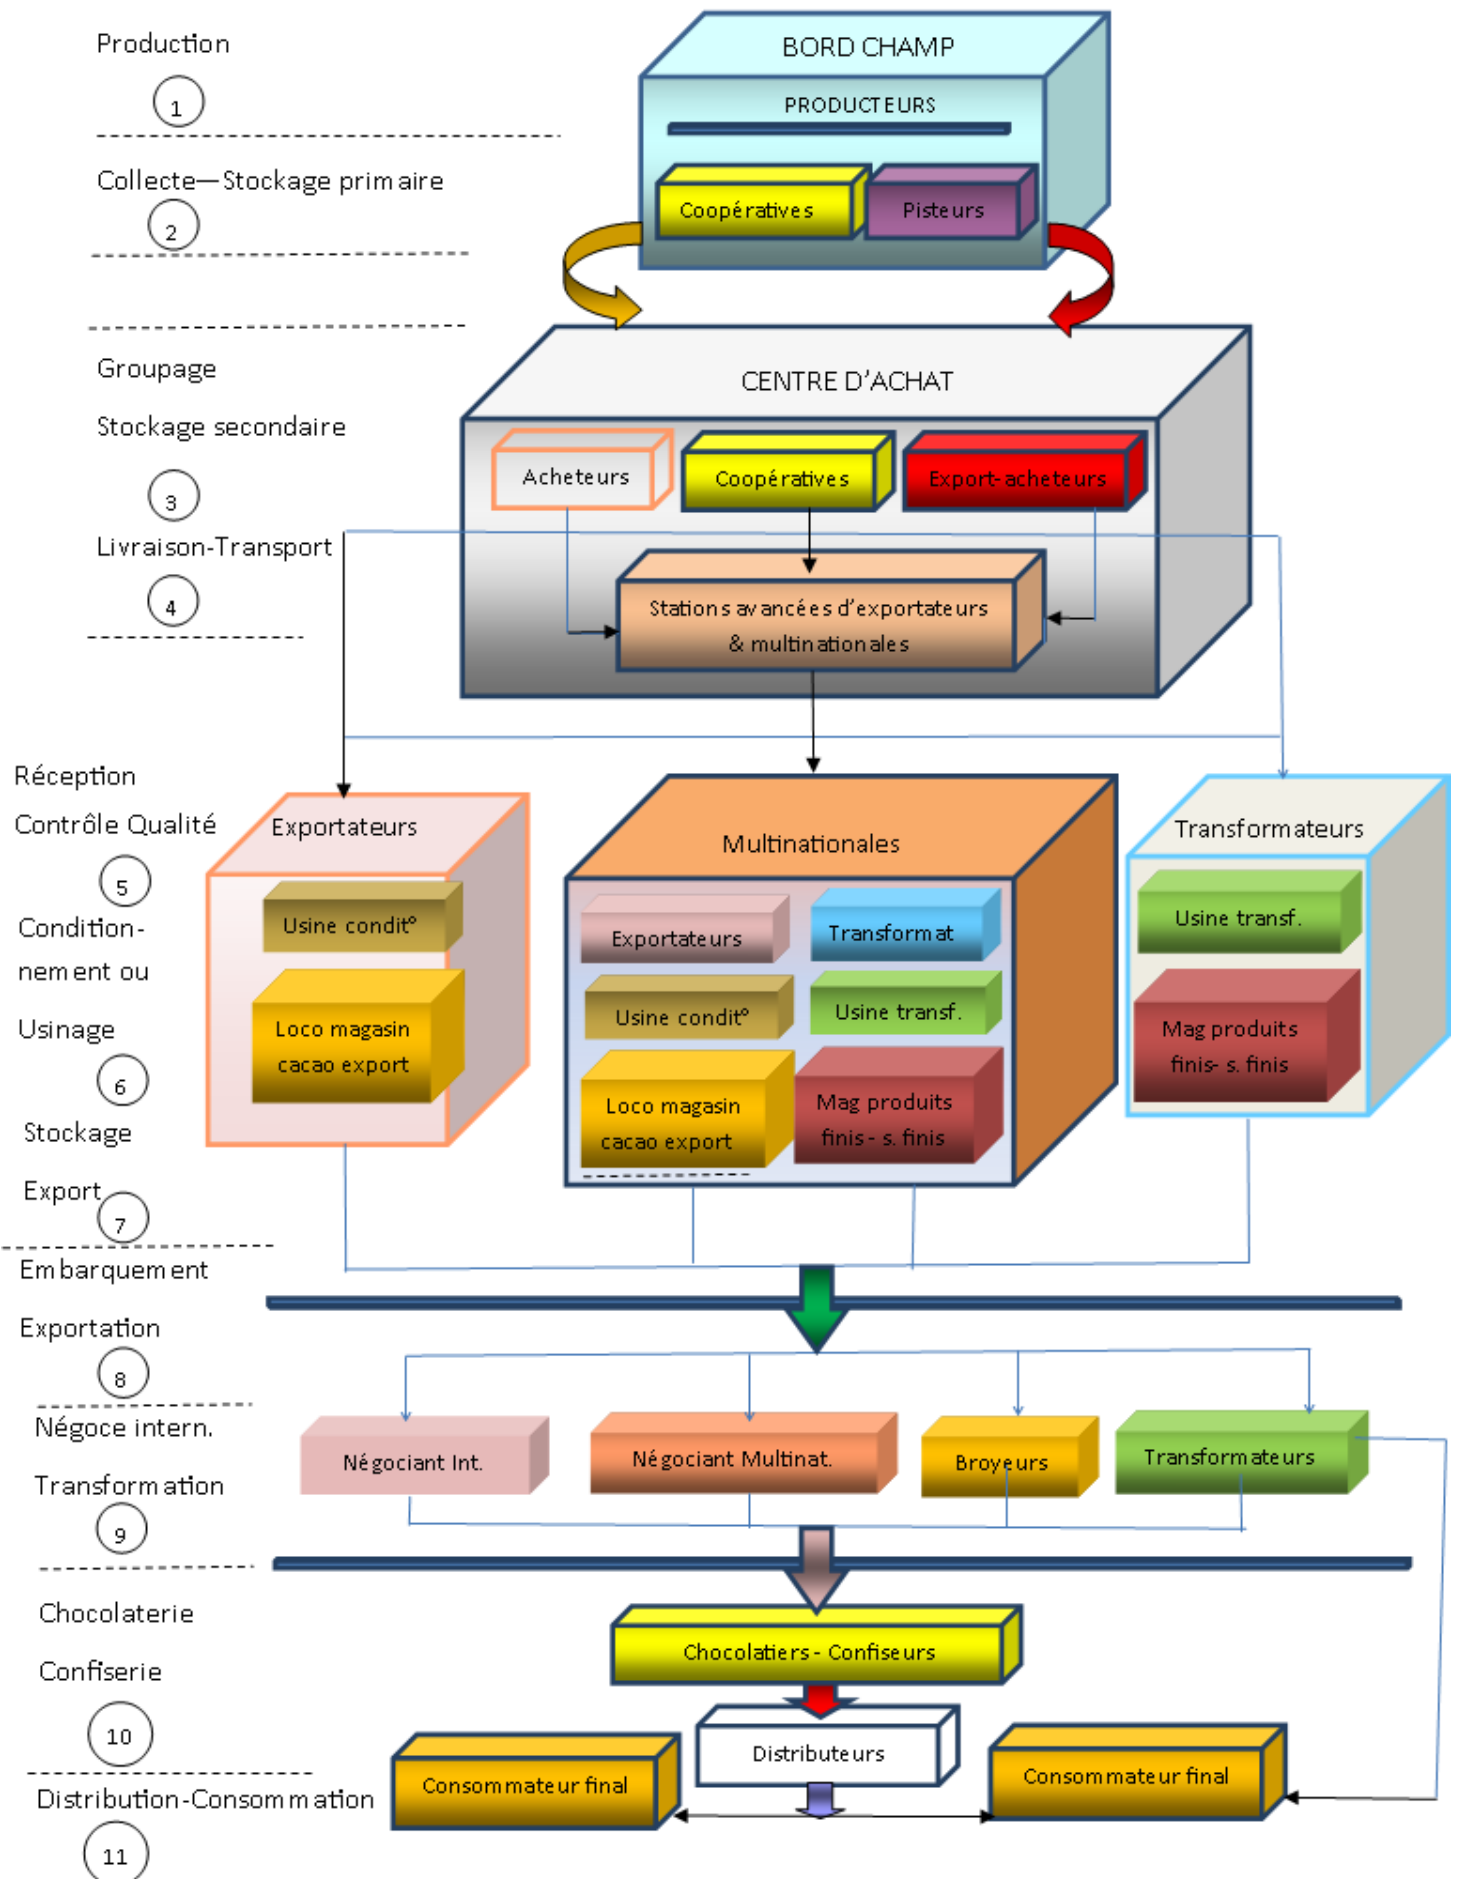 Production
1
BORD CHAMP
PRODUCTEURS
Collecte—Stockage primaire
2
Coopératives
Pisteurs
Groupage
Stockage secondaire
3
Livraison-Transport
4
CENTRE D'ACHAT
Acheteurs
Coopératives
Export-acheteurs
Stations avancées d'exportateurs
& multinationales
Réception
Contrôle Qualité
5
Condition-
nement ou
Usinage
6
Stockage
Export
7
Exportateurs
Usine condit°
Loco magasin
cacao export
Multinationales
Exportateurs
Transformat
Usine condit°
Usine transf.
Loco magasin
cacao export
Mag produits
finis - s. finis
Transformateurs
Usine transf.
Mag produits
finis- s. finis
Embarquement
Exportation
8
Négoce intern.
Transformation
9
Négociant Int.
Négociant Multinat.
Broyeurs
Transformateurs
Chocolaterie
Confiserie
10
Chocolatiers - Confiseurs
Distributeurs
Distribution-Consommation
11
Consommateur final
Consommateur final